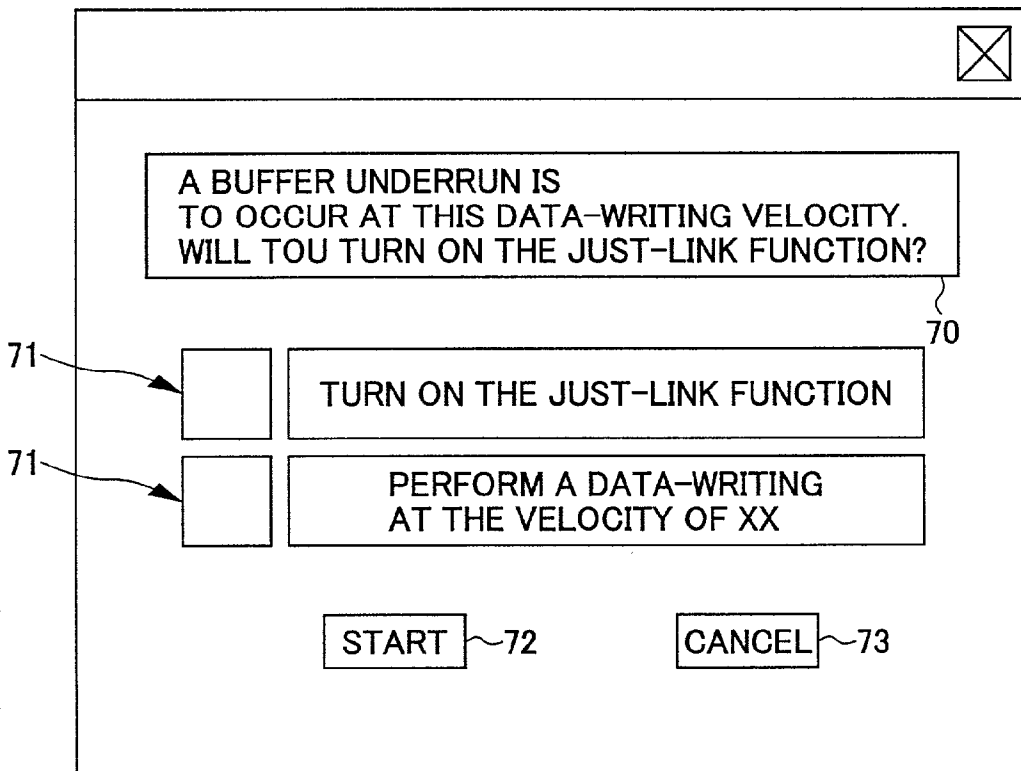 A BUFFER UNDERRUN IS
TO OCCUR AT THIS DATA-WRITING VELOCITY.
WILL TOU TURN ON THE JUST-LINK FUNCTION?
70
71
TURN ON THE JUST-LINK FUNCTION
71
PERFORM A DATA-WRITING
AT THE VELOCITY OF XX
START 72 CANCEL 73